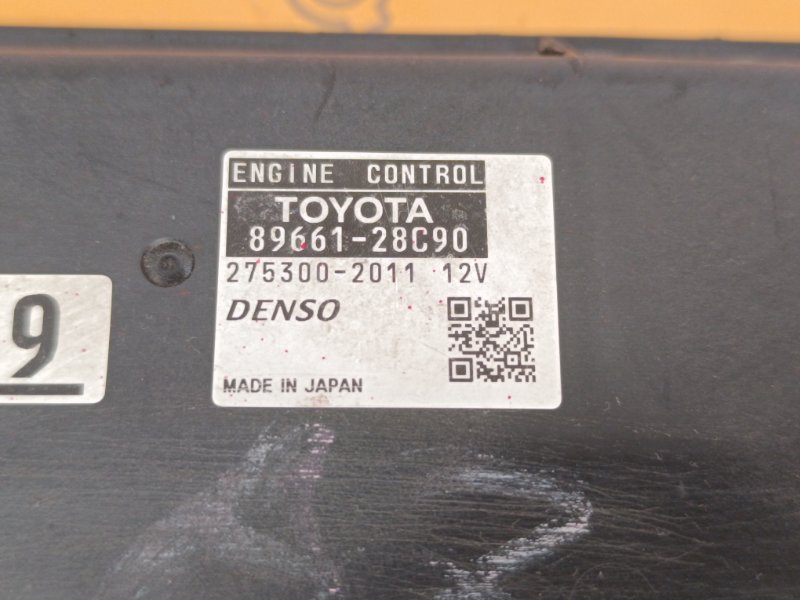 ENGINE CONTROL
TOYOTA
89661-28C90
275300-2011 12V
DENSO
MADE IN JAPAN
9